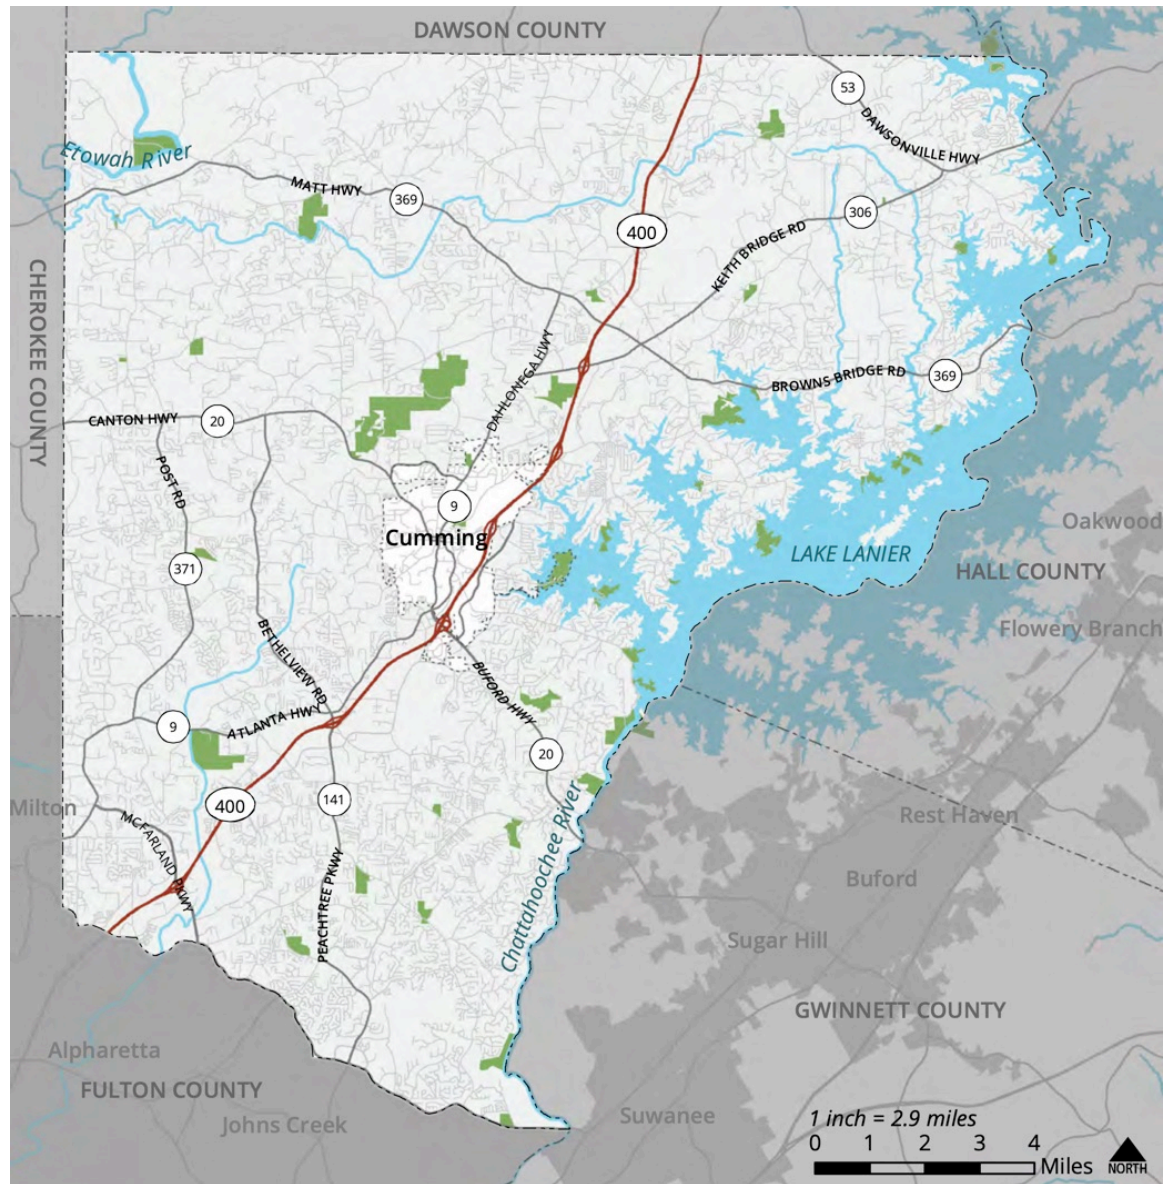 DAWSON COUNTY
53
DAWSONVILLE HWY
Etowah River
MATT HWY
369
306
400
KEITH BRIDGE RD
CHEROKEE COUNTY
DAHLONEGA HWY
BROWNS BRIDGE RD
369
CANTON HWY
20
POST RD
9
Cumming
Oakwood
LAKE LANIER
371
HALL COUNTY
Flowery Branch
BETHELVIEW RD
BUFORD HWY
9
ATLANTA HWY
20
400
141
Milton
MCFARLAND PKWY
Rest Haven
Chattahoochee River
Buford
PEACHTREE PKWY
Sugar Hill
GWINNETT COUNTY
Alpharetta
FULTON COUNTY
Johns Creek
Suwanee
1 inch = 2.9 miles
0 1 2 3 4
Miles
NORTH